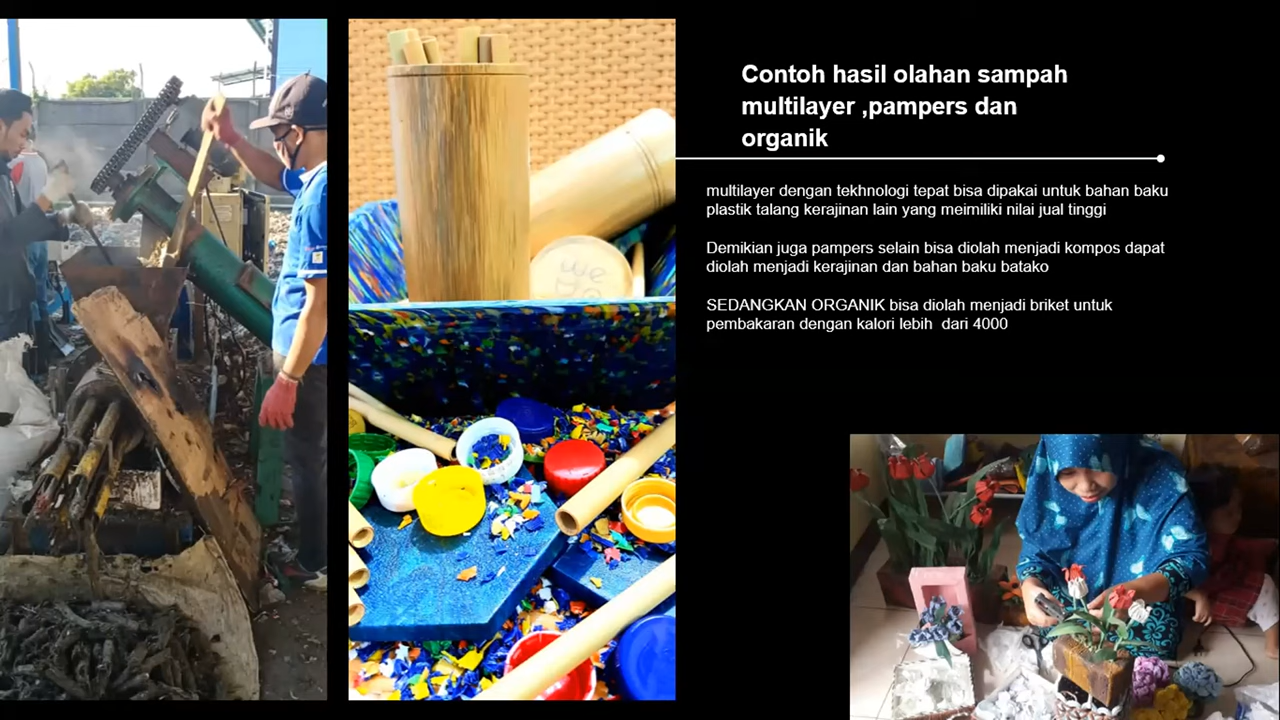 Contoh hasil olahan sampah
multilayer ,pampers dan
organik
multilayer dengan tekhnologi tepat bisa dipakai untuk bahan baku
plastik talang kerajinan lain yang meimiliki nilai jual tinggi
Demikian juga pampers selain bisa diolah menjadi kompos dapat
diolah menjadi kerajinan dan bahan baku batako
SEDANGKAN ORGANIK bisa diolah menjadi briket untuk
pembakaran dengan kalori lebih  dari 4000